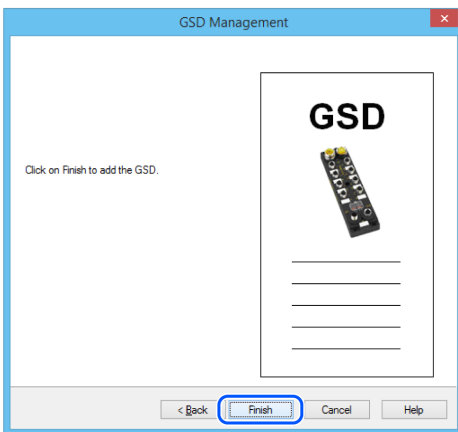 GSD Management
GSD
Click on Finish to add the GSD.
< Back
Finish
Cancel
Help